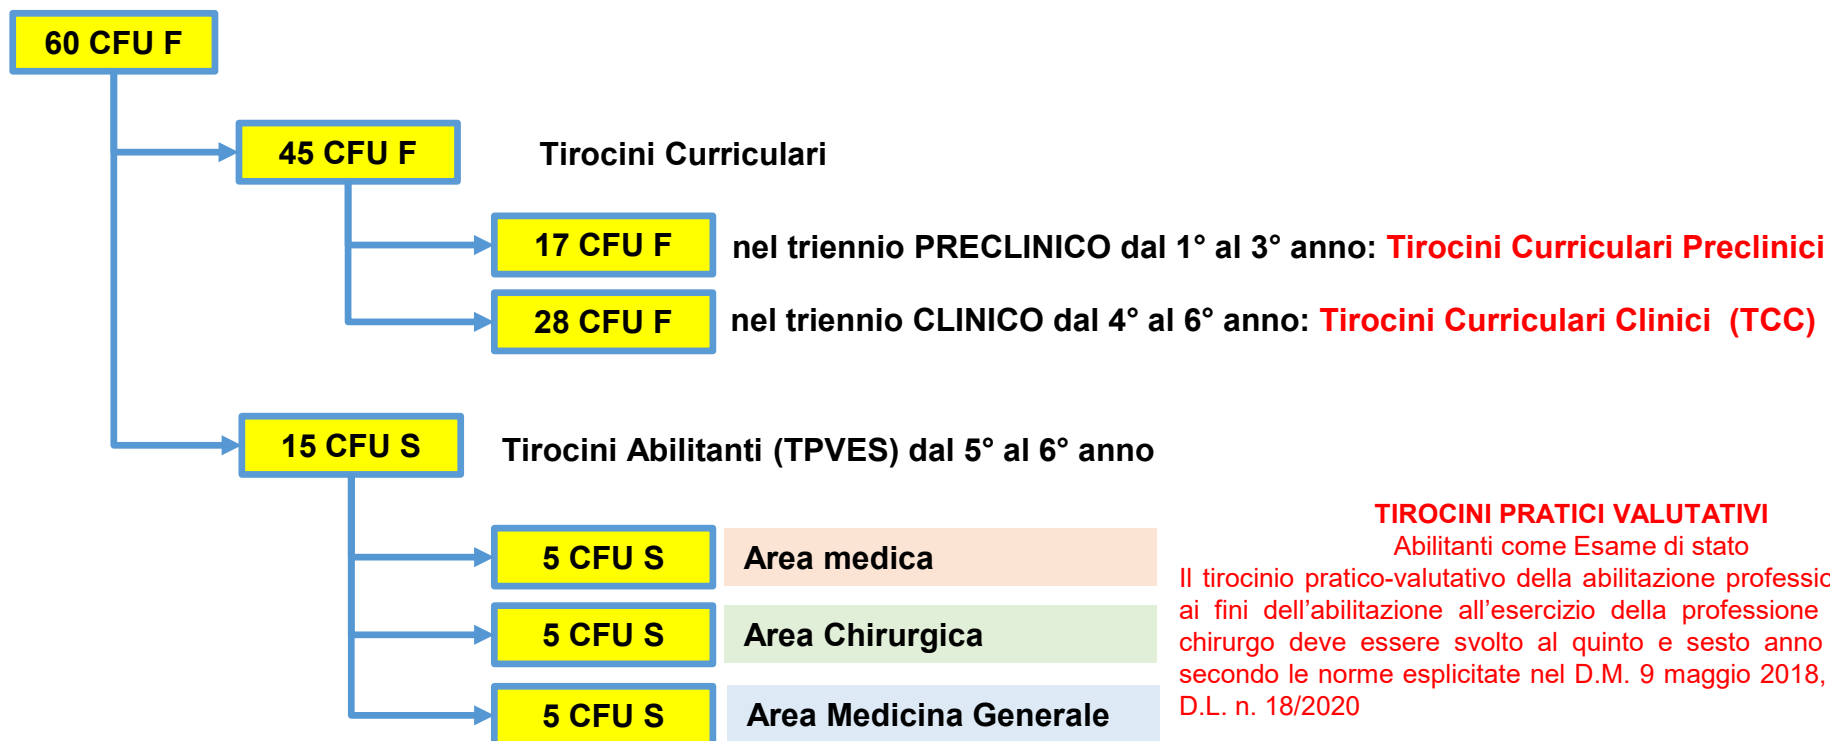 60 CFU F
45 CFU F Tirocini Curriculari
17 CFU F nel triennio PRECLINICO dal 1° al 3° anno: Tirocini Curriculari Preclinici
28 CFU F nel triennio CLINICO dal 4° al 6° anno: Tirocini Curriculari Clinici (TCC)
15 CFU S Tirocini Abilitanti (TPVES) dal 5° al 6° anno
5 CFU S Area medica
5 CFU S Area Chirurgica
5 CFU S Area Medicina Generale
TIROCINI PRATICI VALUTATIVI
Abilitanti come Esame di stato
Il tirocinio pratico-valutativo della abilitazione
ai fini dell’abilitazione all’esercizio della professione
chirurgo deve essere svolto al quinto e sesto anno
secondo le norme esplicitate nel D.M. 9 maggio 2018,
D.L. n. 18/2020